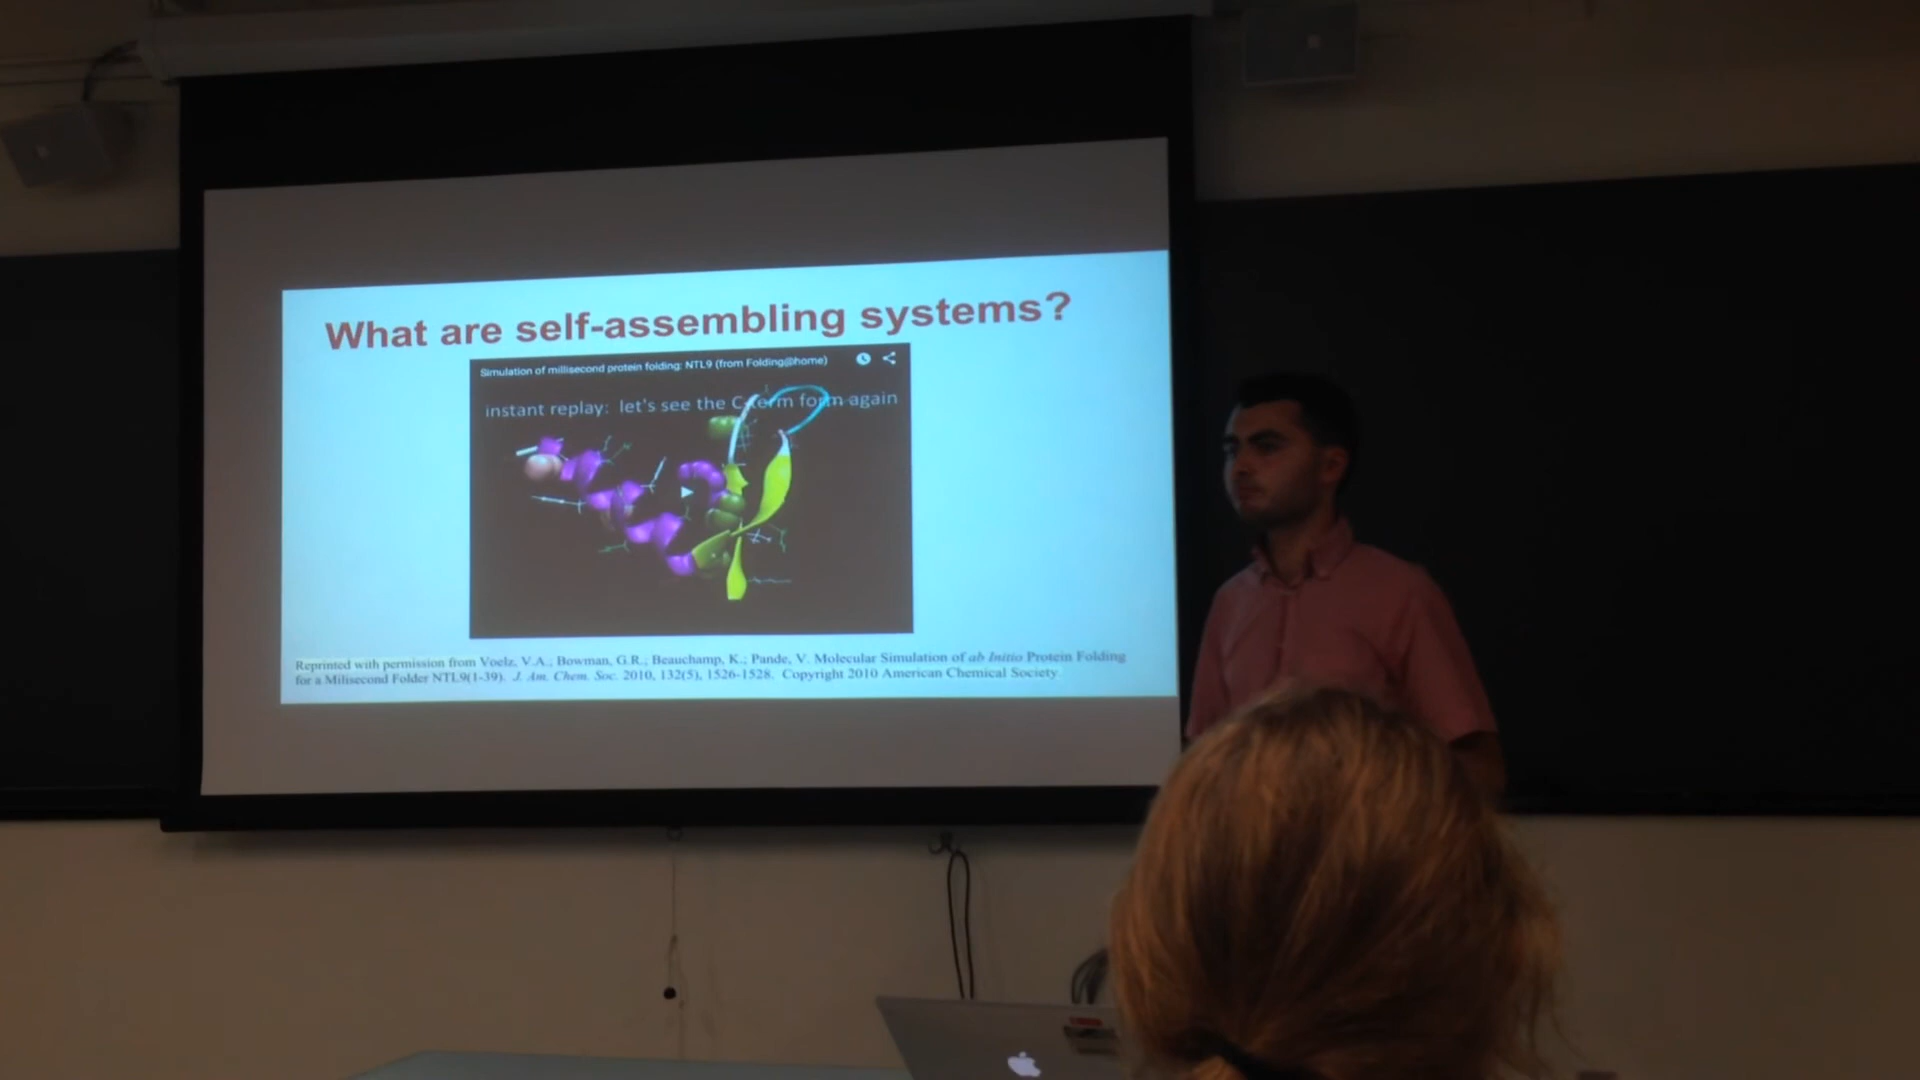 What are self-assembling systems?
Simulation of millisecond protein folding: NTL9 (from Folding@home)
instant replay: let's see the C-term form again
Reprinted with permission from Voelz, V.A.; Bowman, G.R.; Beauchamp, K.; Pande, V. Molecular Simulation of ab Initio Protein Folding
for a Milisecond Folder NTL9(1-39). J. Am. Chem. Soc. 2010, 132(5), 1526-1528. Copyright 2010 American Chemical Society.